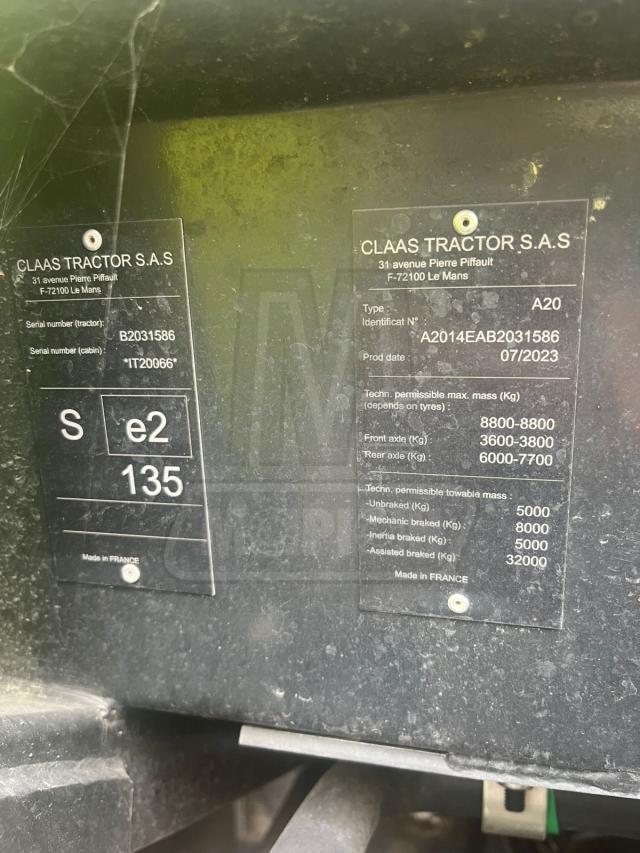 CLAAS TRACTOR S.A.S
31 avenue Pierre Piffault
F-72100 Le Mans
Serial number (tractor):
B2031586
Serial number (cabin) :
*IT20066*
S e2
135
Made in FRANCE
CLAAS TRACTOR S.A.S
31 avenue Pierre Piffault
F-72100 Le Mans
Type : A20
Identificat N°
A2014EAB2031586
Prod date : 07/2023
Techn. permissible max. mass (Kg)
(depends on tyres) :
8800-8800
Front axle (Kg) : 3600-3800
Rear axle (Kg) : 6000-7700
Techn. permissible towable mass :
-Unbraked (Kg) : 5000
-Mechanic braked (Kg) : 8000
-Inertia braked (Kg) : 5000
-Assisted braked (Kg) : 32000
Made in FRANCE